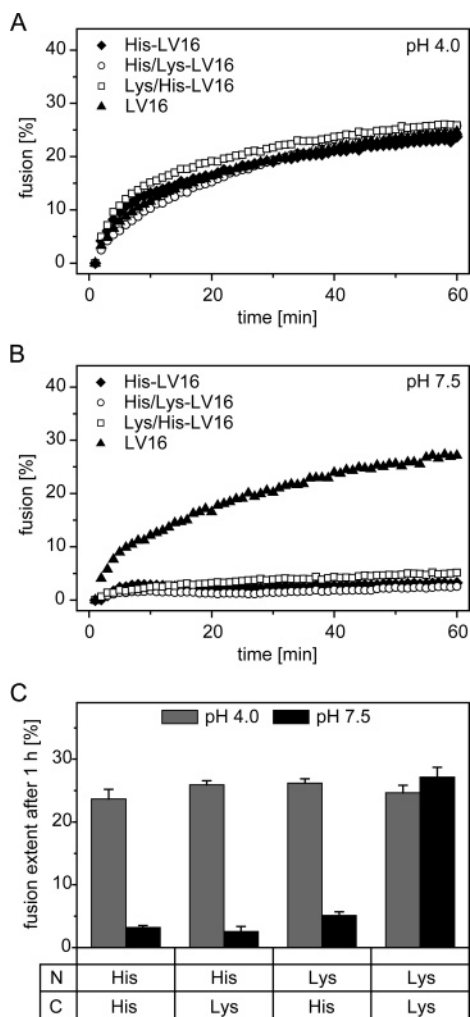 A
His-LV16
His/Lys-LV16
Lys/His-LV16
LV16
pH 4.0
fusion [%]
40
30
20
10
0
0 20 40 60
time [min]
B
His-LV16
His/Lys-LV16
Lys/His-LV16
LV16
pH 7.5
fusion [%]
40
30
20
10
0
0 20 40 60
time [min]
C
pH 4.0 pH 7.5
fusion extent after 1 h [%]
30
20
10
0
N His His Lys Lys
C His Lys His Lys